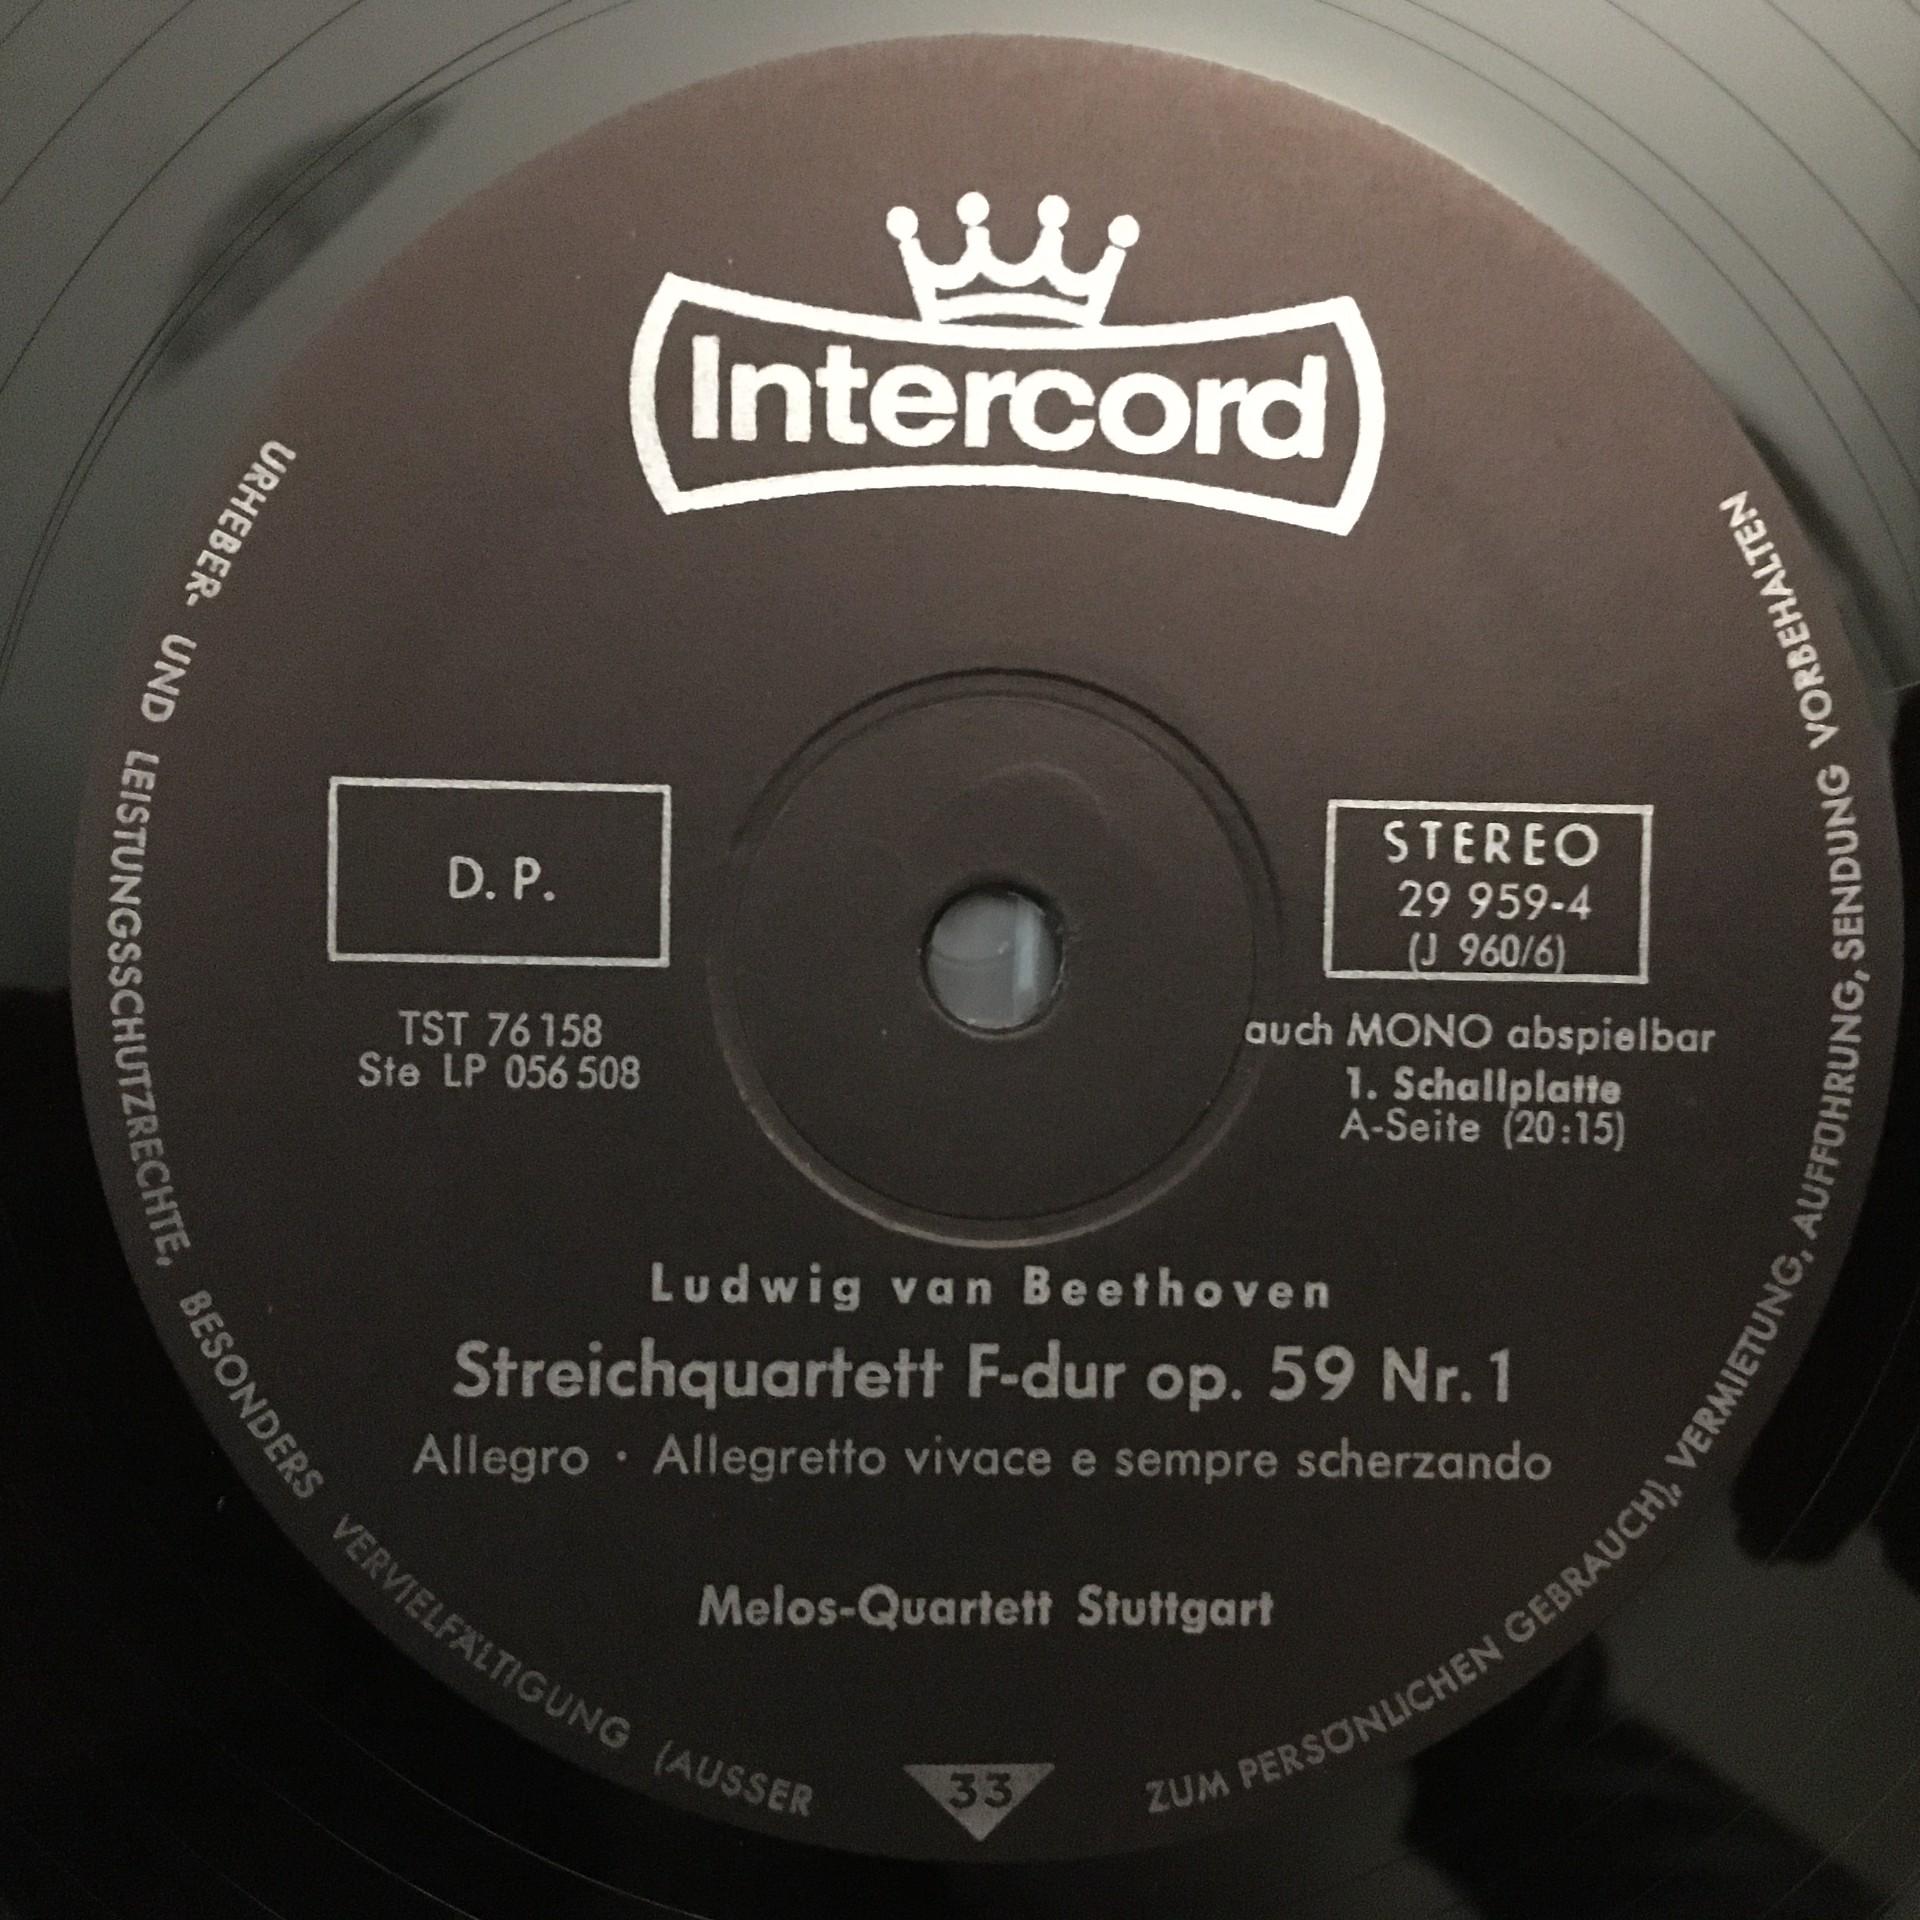 Intercord
D. P.
TST 76 158
Ste LP 056 508
STEREO
29 959-4
(J 960/6)
auch MONO abspielbar
1. Schallplatte
A-Seite (20:15)
Ludwig van Beethoven
Streichquartett F-dur op. 59 Nr. 1
Allegro · Allegretto vivace e sempre scherzando
Melos-Quartett Stuttgart
33
URHEBER- UND LEISTUNGSSCHUTZRECHTE, BESONDERS VERVIELFÄLTIGUNG (AUSSER ZUM PERSÖNLICHEN GEBRAUCH), VERMIETUNG, AUFFÜHRUNG, SENDUNG VORBEHALTEN